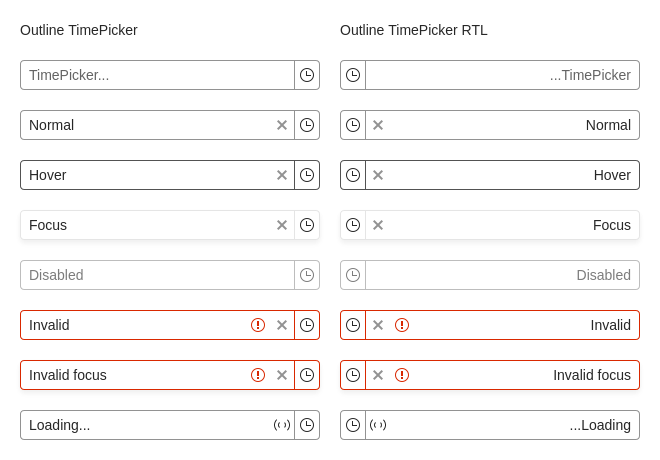 Outline TimePicker
TimePicker...
Normal
Hover
Focus
Disabled
Invalid
Invalid focus
Loading...
Outline TimePicker RTL
...TimePicker
Normal
Hover
Focus
Disabled
Invalid
Invalid focus
...Loading